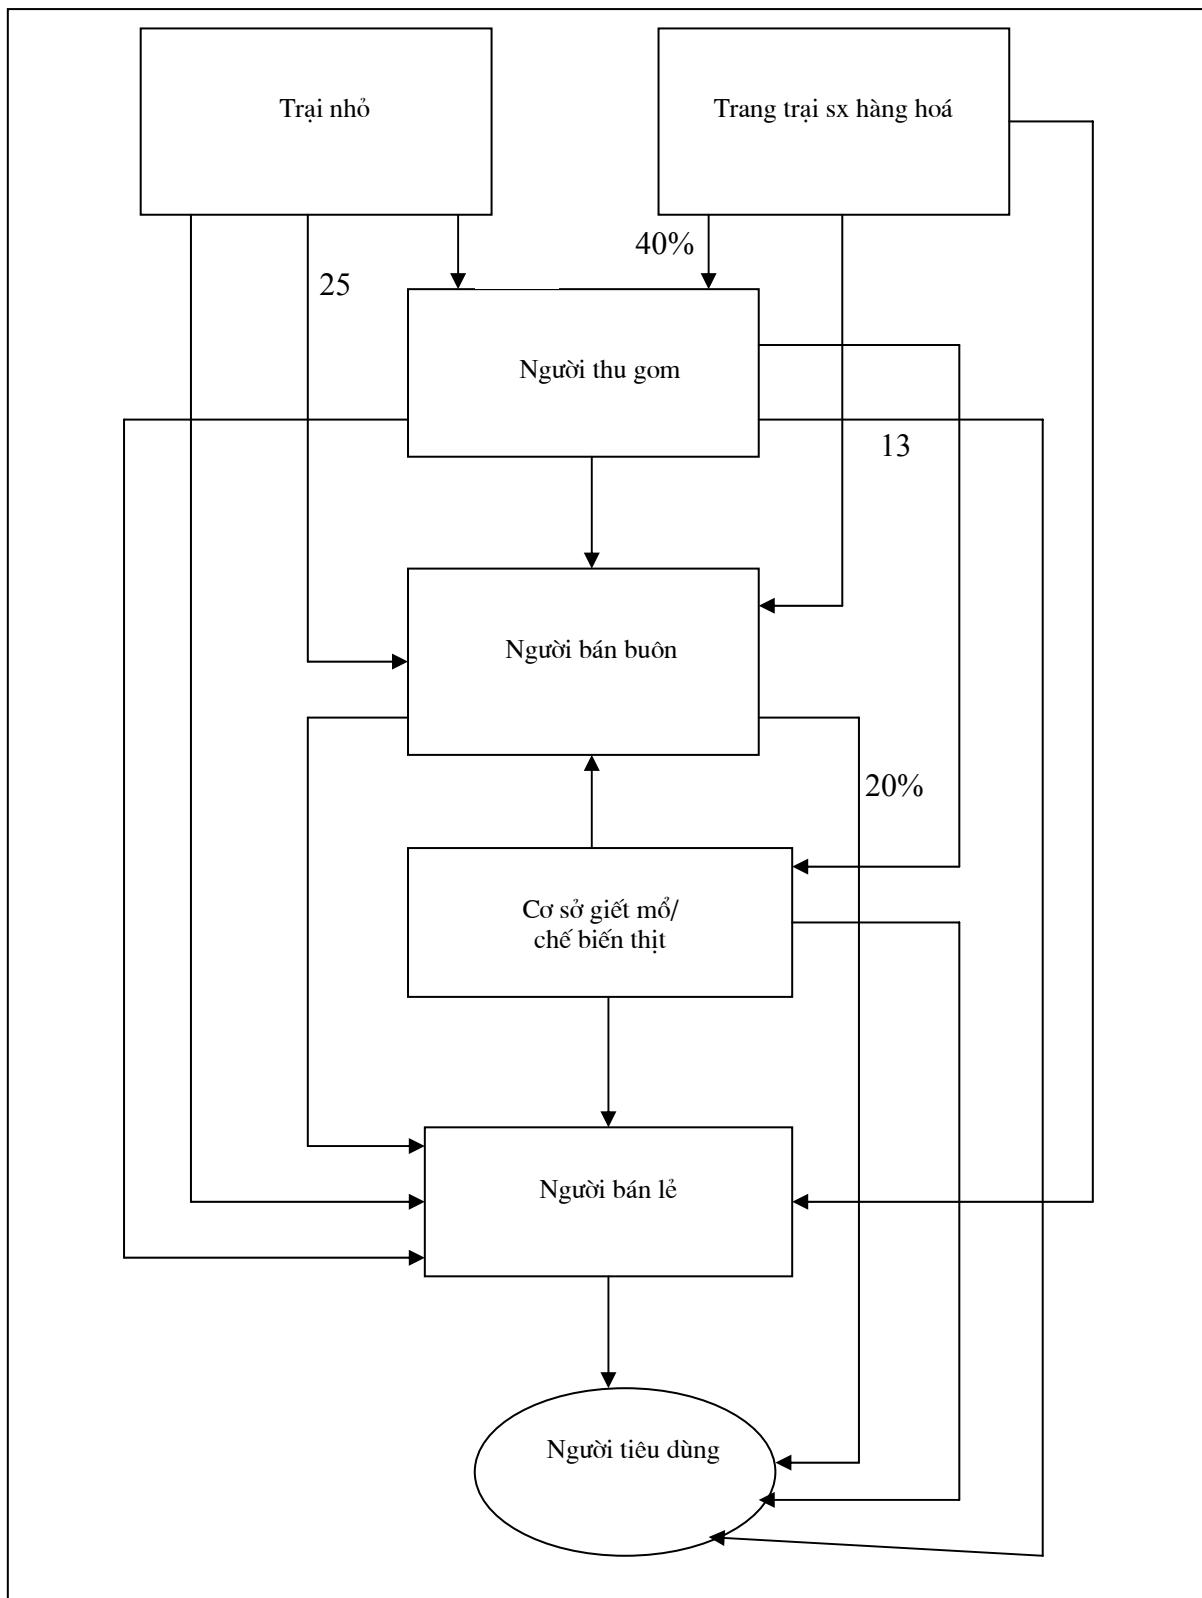 Trại nhỏ
Trang trại sx hàng hoá
40%
25
Người thu gom
13
Người bán buôn
20%
Cơ sở giết mổ/
chế biến thịt
Người bán lẻ
Người tiêu dùng